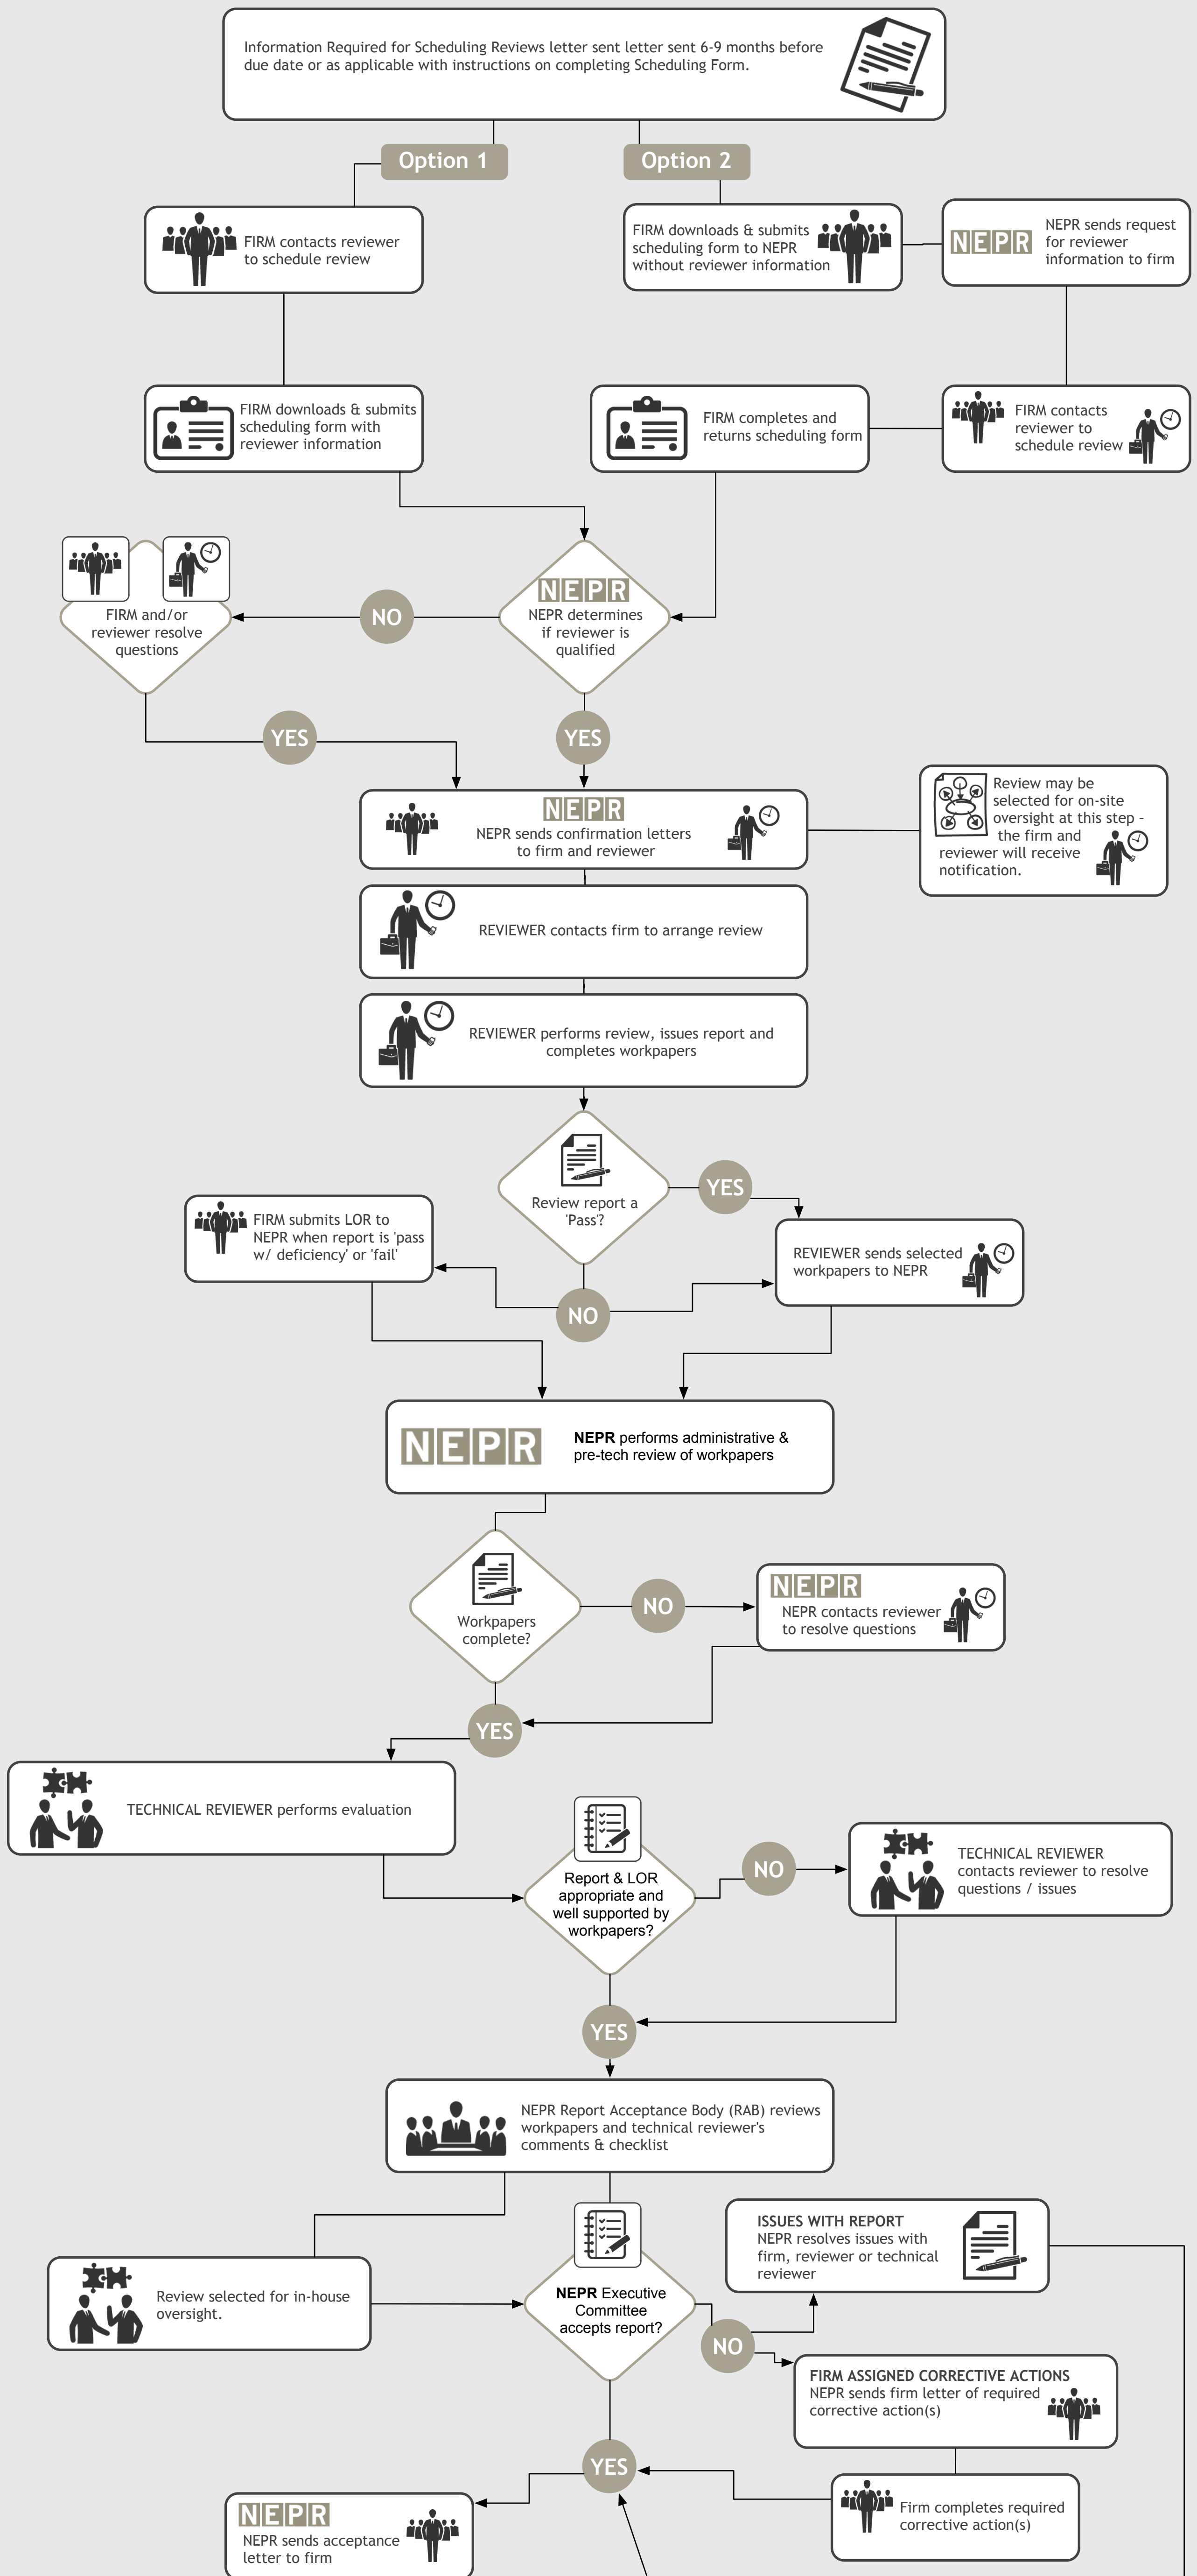 Information Required for Scheduling Reviews letter sent letter sent 6-9 months before
due date or as applicable with instructions on completing Scheduling Form.
Option 1
Option 2
FIRM contacts reviewer
to schedule review
FIRM downloads & submits
scheduling form to NEPR
without reviewer information
NEPR
NEPR sends request
for reviewer
information to firm
FIRM downloads & submits
scheduling form with
reviewer information
FIRM completes and
returns scheduling form
FIRM contacts
reviewer to
schedule review
FIRM and/or
reviewer resolve
questions
NO
NEPR
NEPR determines
if reviewer is
qualified
YES
YES
NEPR
NEPR sends confirmation letters
to firm and reviewer
Review may be
selected for on-site
oversight at this step -
the firm and
reviewer will receive
notification.
REVIEWER contacts firm to arrange review
REVIEWER performs review, issues report and
completes workpapers
Review report a
'Pass'?
YES
FIRM submits LOR to
NEPR when report is 'pass
w/ deficiency' or 'fail'
REVIEWER sends selected
workpapers to NEPR
NO
NEPR
NEPR performs administrative &
pre-tech review of workpapers
Workpapers
complete?
NO
NEPR
NEPR contacts reviewer
to resolve questions
YES
TECHNICAL REVIEWER performs evaluation
Report & LOR
appropriate and
well supported by
workpapers?
NO
TECHNICAL REVIEWER
contacts reviewer to resolve
questions / issues
YES
NEPR Report Acceptance Body (RAB) reviews
workpapers and technical reviewer's
comments & checklist
ISSUES WITH REPORT
NEPR resolves issues with
firm, reviewer or technical
reviewer
Review selected for in-house
oversight.
NEPR Executive
Committee
accepts report?
NO
FIRM ASSIGNED CORRECTIVE ACTIONS
NEPR sends firm letter of required
corrective action(s)
YES
Firm completes required
corrective action(s)
NEPR
NEPR sends acceptance
letter to firm